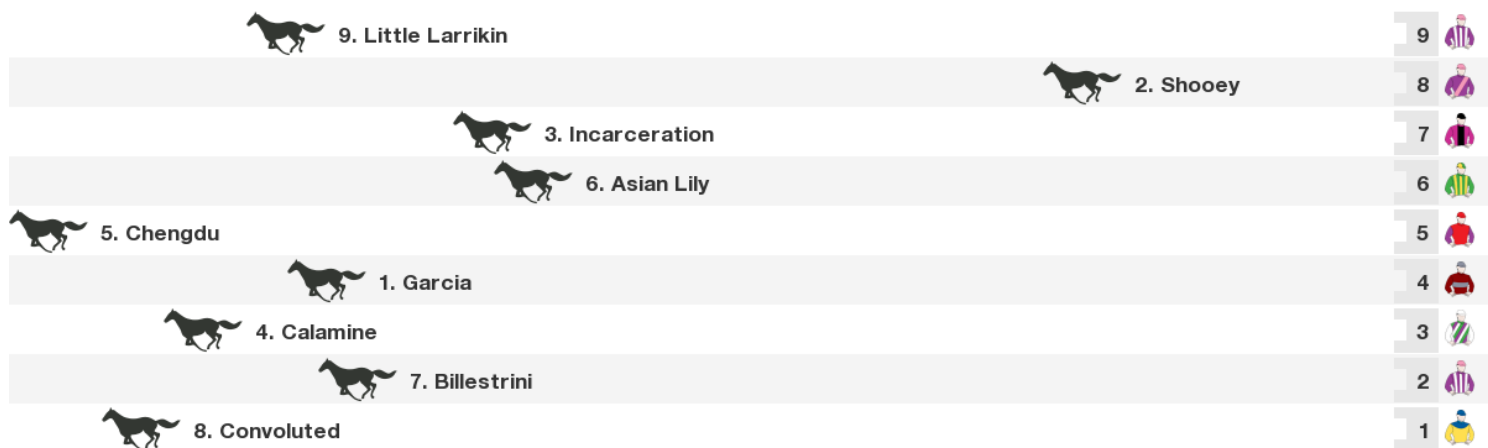 9. Little Larrikin 9
2. Shooey 8
3. Incarceration 7
6. Asian Lily 6
5. Chengdu 5
1. Garcia 4
4. Calamine 3
7. Billestrini 2
8. Convoluted 1